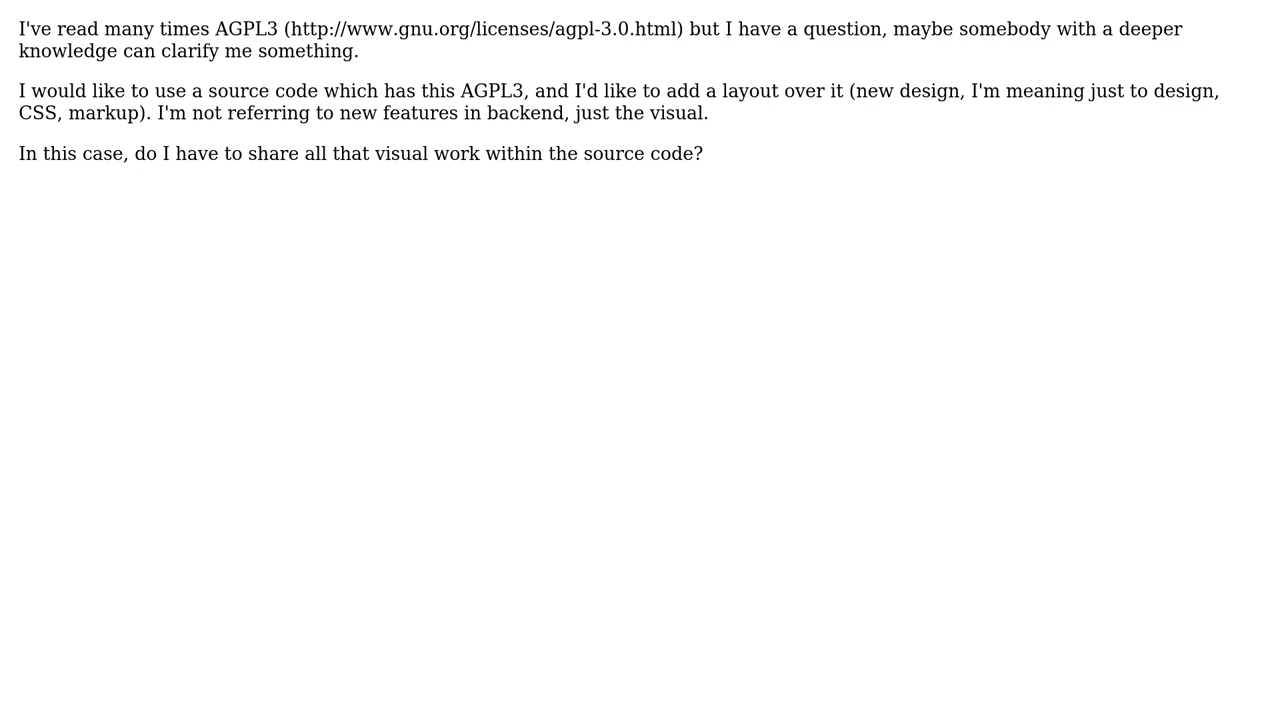 I've read many times AGPL3 (http://www.gnu.org/licenses/agpl-3.0.html) but I have a question, maybe somebody with a deeper
knowledge can clarify me something.
I would like to use a source code which has this AGPL3, and I'd like to add a layout over it (new design, I'm meaning just to design,
CSS, markup). I'm not referring to new features in backend, just the visual.
In this case, do I have to share all that visual work within the source code?